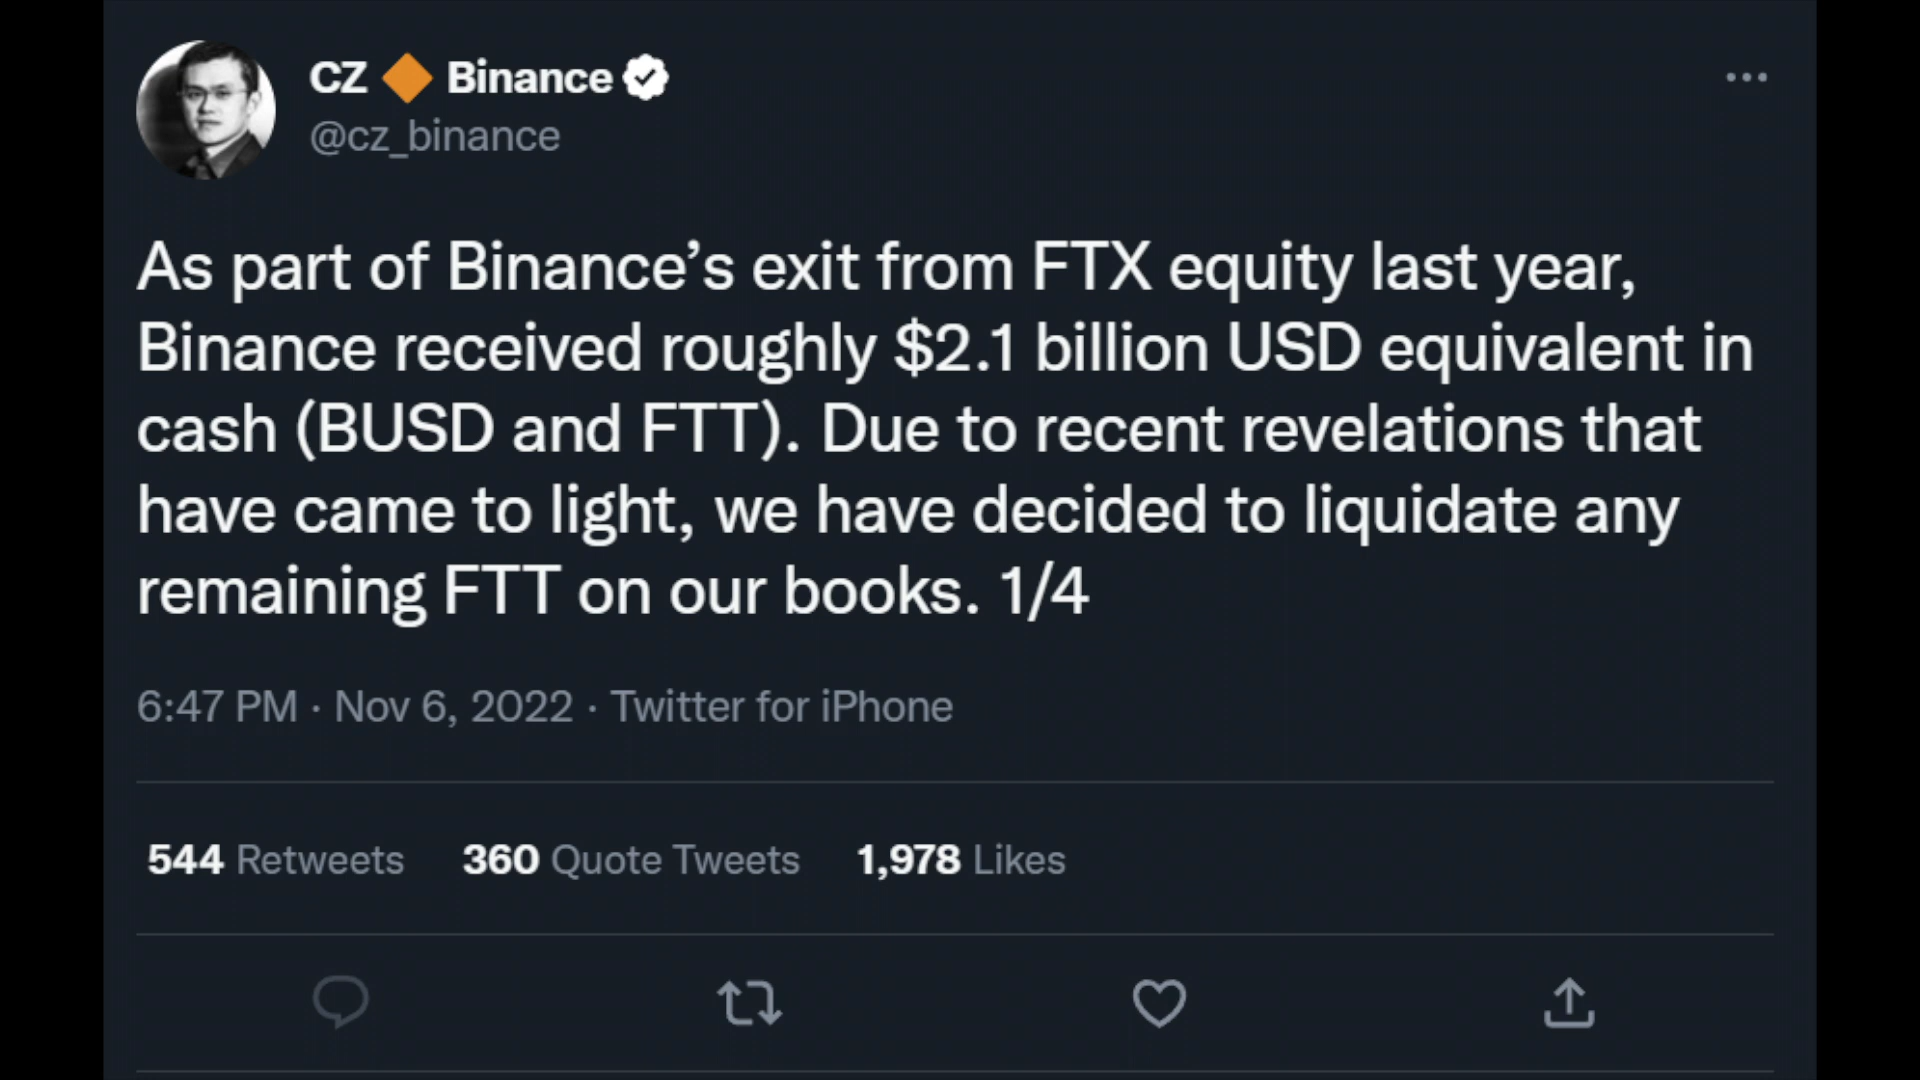 CZ 🔶 Binance
@cz_binance
As part of Binance’s exit from FTX equity last year,
Binance received roughly $2.1 billion USD equivalent in
cash (BUSD and FTT). Due to recent revelations that
have came to light, we have decided to liquidate any
remaining FTT on our books. 1/4
6:47 PM · Nov 6, 2022 · Twitter for iPhone
544 Retweets 360 Quote Tweets 1,978 Likes